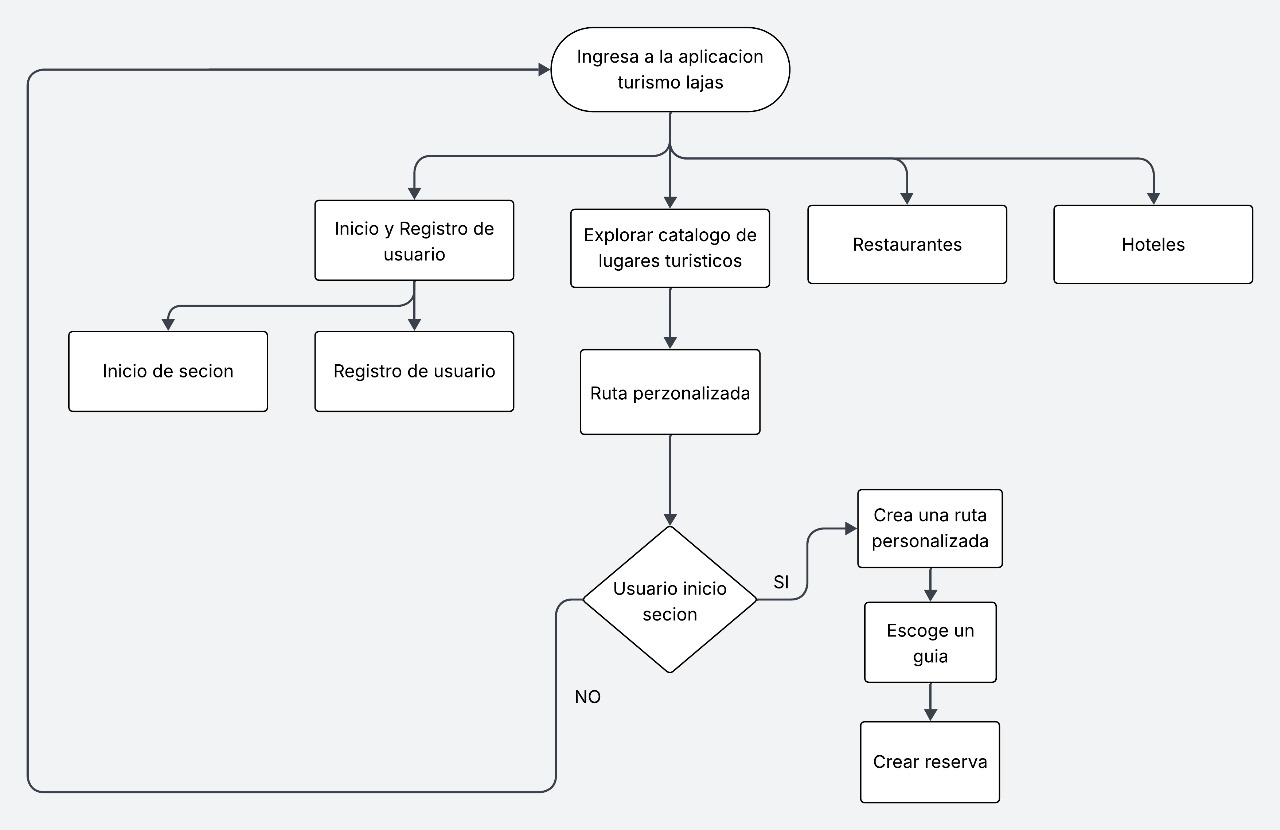 Ingresa a la aplicacion
turismo lajas
Inicio y Registro de
usuario
Explorar catalogo de
lugares turisticos
Restaurantes
Hoteles
Inicio de secion
Registro de usuario
Ruta perzonalizada
Usuario inicio
secion
SI
NO
Crea una ruta
personalizada
Escoge un
guia
Crear reserva